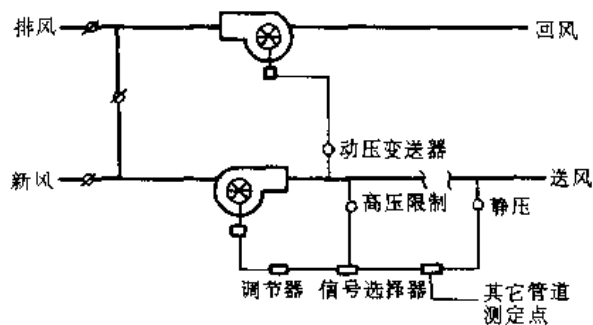 排风
回风
动压变送器
新风
送风
高压限制
静压
调节器
信号选择器
其它管道
测定点